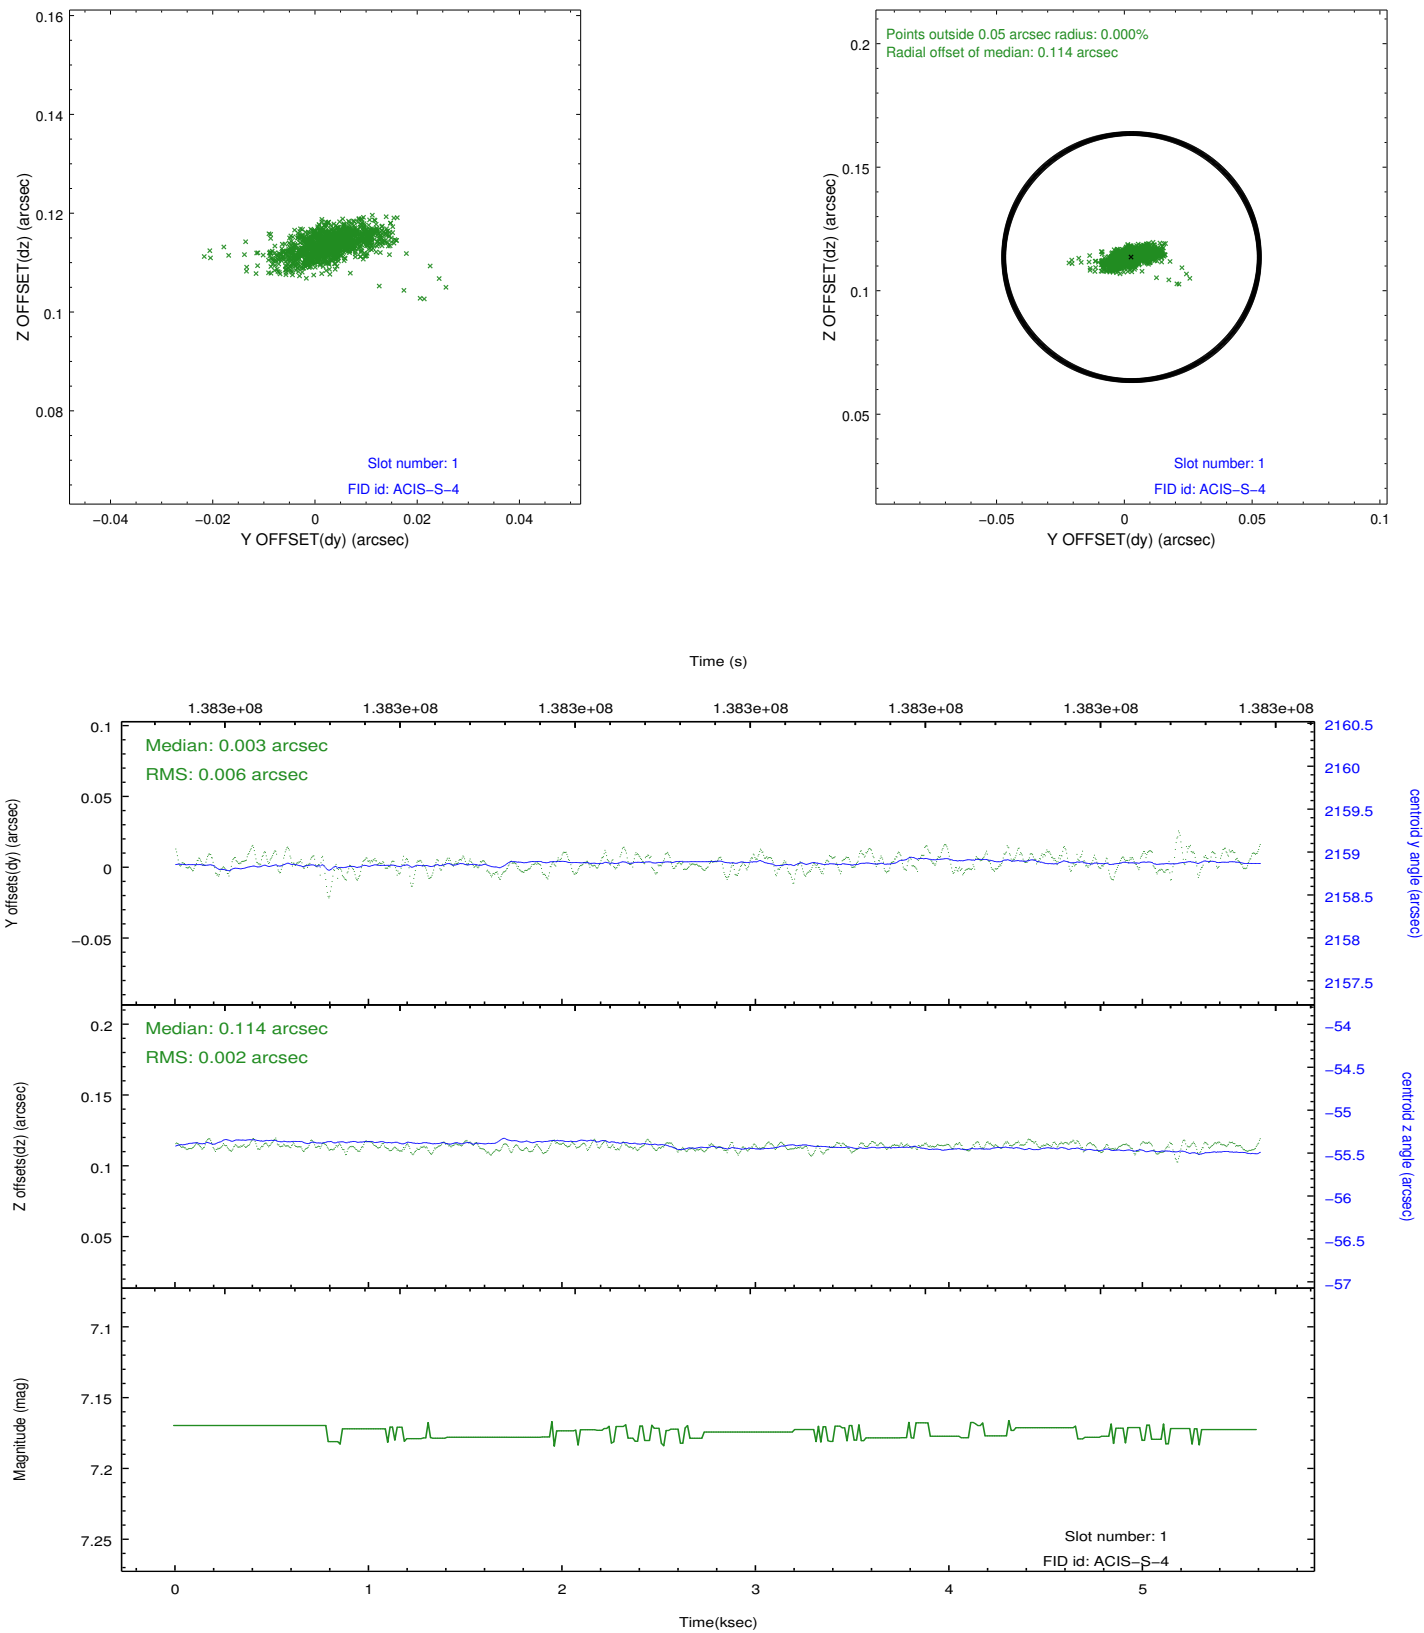 0.16
0.14
0.12
0.1
0.08
Z OFFSET(dz) (arcsec)
Slot number: 1
FID id: ACIS−S−4
−0.04
−0.02
0
0.02
0.04
Y OFFSET(dy) (arcsec)
Points outside 0.05 arcsec radius: 0.000%
Radial offset of median: 0.114 arcsec
0.2
0.15
0.1
0.05
Z OFFSET(dz) (arcsec)
Slot number: 1
FID id: ACIS−S−4
−0.05
0
0.05
0.1
Y OFFSET(dy) (arcsec)
Time (s)
1.383e+08 1.383e+08 1.383e+08 1.383e+08 1.383e+08 1.383e+08 1.383e+08
Median: 0.003 arcsec
RMS: 0.006 arcsec
0.1
0.05
0
−0.05
Y offsets(dy) (arcsec)
2160.5
2160
2159.5
2159
2158.5
2158
2157.5
centroid y angle (arcsec)
Median: 0.114 arcsec
RMS: 0.002 arcsec
0.2
0.15
0.1
0.05
Z offsets(dz) (arcsec)
−54
−54.5
−55
−55.5
−56
−56.5
−57
centroid z angle (arcsec)
7.1
7.15
7.2
7.25
Magnitude (mag)
Slot number: 1
FID id: ACIS−S−4
0 1 2 3 4 5
Time(ksec)